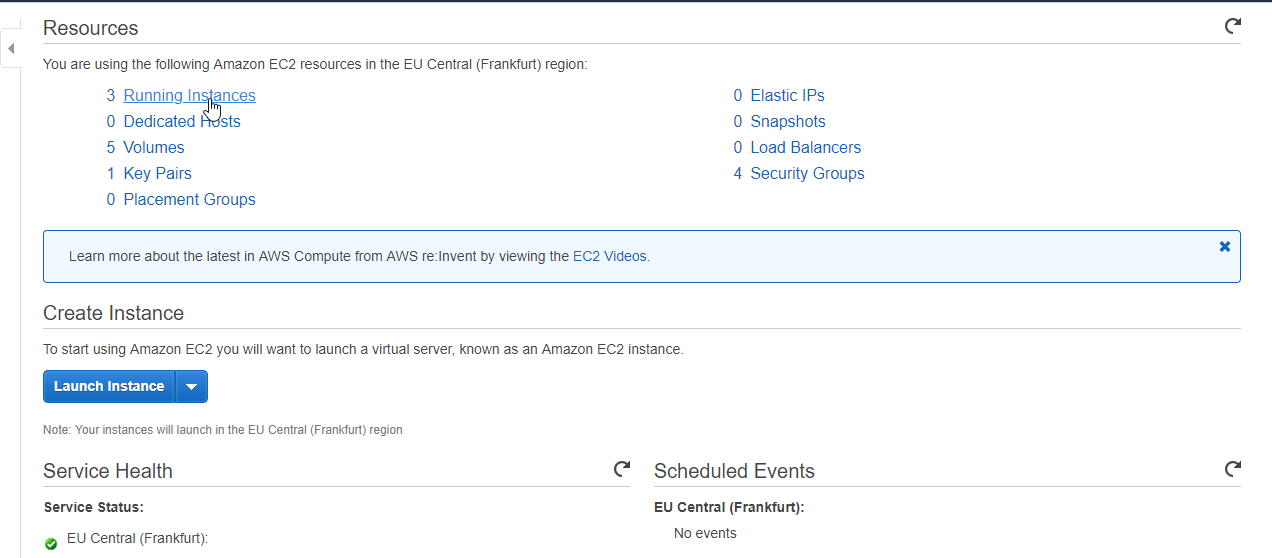 Resources
You are using the following Amazon EC2 resources in the EU Central (Frankfurt) region:
3 Running Instances
0 Dedicated Hosts
5 Volumes
1 Key Pairs
0 Placement Groups
0 Elastic IPs
0 Snapshots
0 Load Balancers
4 Security Groups
Learn more about the latest in AWS Compute from AWS re:Invent by viewing the EC2 Videos.
Create Instance
To start using Amazon EC2 you will want to launch a virtual server, known as an Amazon EC2 instance.
Launch Instance
Note: Your instances will launch in the EU Central (Frankfurt) region
Service Health
Service Status:
EU Central (Frankfurt):
Scheduled Events
EU Central (Frankfurt):
No events